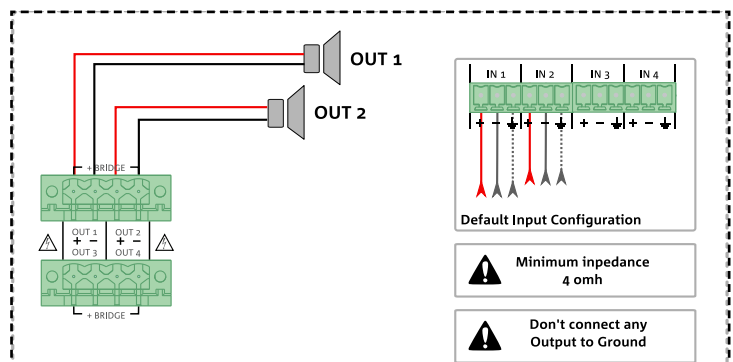 OUT 1
OUT 2
+ BRIDGE -
OUT 1 OUT 2
+ - + -
OUT 3 OUT 4
+ BRIDGE -
IN 1 IN 2 IN 3 IN 4
+ - + - + - + -
Default Input Configuration
Minimum inpedance
4 omh
Don't connect any
Output to Ground